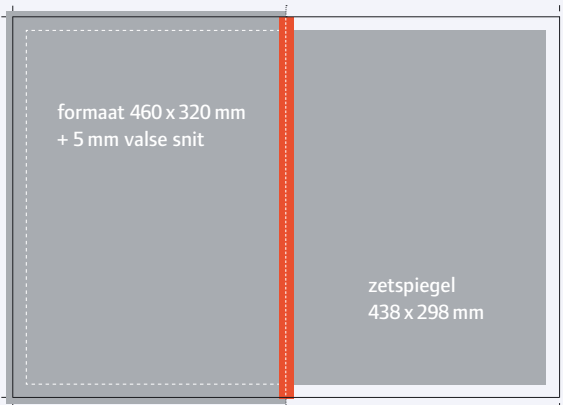 formaat 460 x 320 mm
+ 5 mm valse snit
zetspiegel
438 x 298 mm